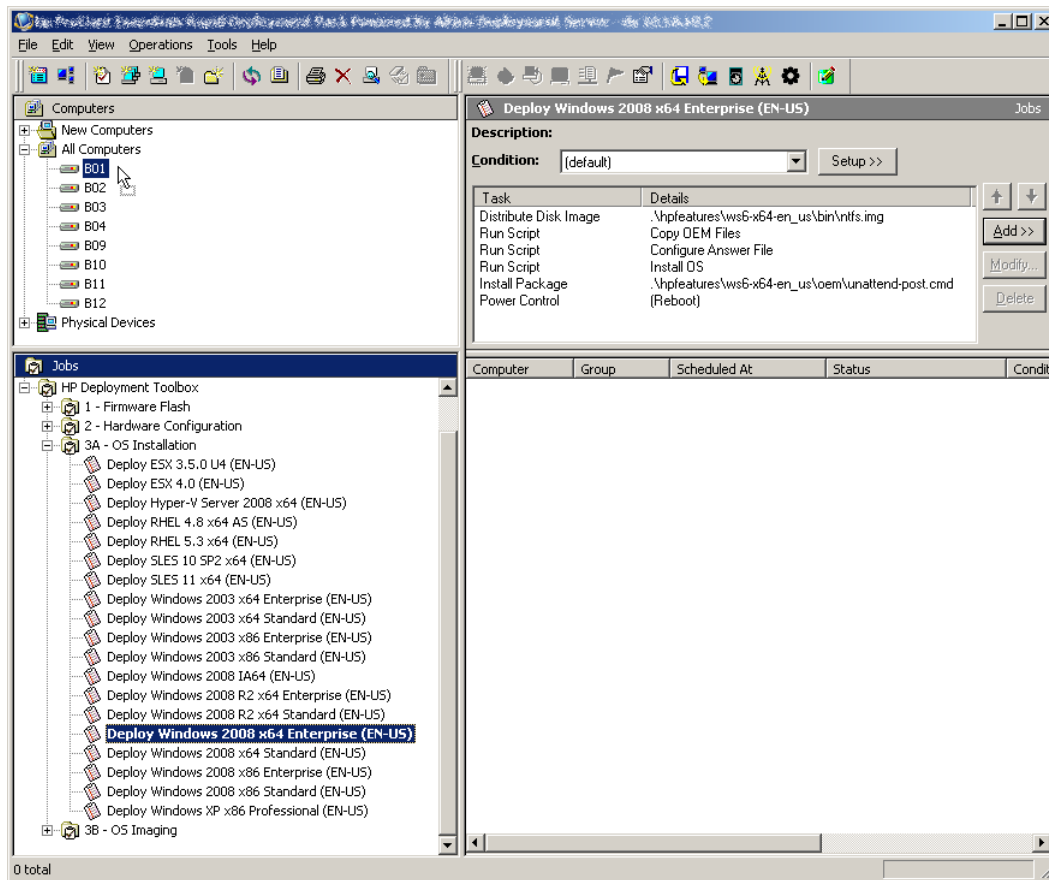 File Edit View Operations Tools Help
Computers
New Computers
All Computers
B01
B02
B03
B04
B09
B10
B11
B12
Physical Devices
Jobs
HP Deployment Toolbox
1 - Firmware Flash
2 - Hardware Configuration
3A - OS Installation
Deploy ESX 3.5.0 U4 (EN-US)
Deploy ESX 4.0 (EN-US)
Deploy Hyper-V Server 2008 x64 (EN-US)
Deploy RHEL 4.8 x64 AS (EN-US)
Deploy RHEL 5.3 x64 (EN-US)
Deploy SLES 10 SP2 x64 (EN-US)
Deploy SLES 11 x64 (EN-US)
Deploy Windows 2003 x64 Enterprise (EN-US)
Deploy Windows 2003 x64 Standard (EN-US)
Deploy Windows 2003 x86 Enterprise (EN-US)
Deploy Windows 2003 x86 Standard (EN-US)
Deploy Windows 2008 IA64 (EN-US)
Deploy Windows 2008 R2 x64 Enterprise (EN-US)
Deploy Windows 2008 R2 x64 Standard (EN-US)
Deploy Windows 2008 x64 Enterprise (EN-US)
Deploy Windows 2008 x64 Standard (EN-US)
Deploy Windows 2008 x86 Enterprise (EN-US)
Deploy Windows 2008 x86 Standard (EN-US)
Deploy Windows XP x86 Professional (EN-US)
3B - OS Imaging
Deploy Windows 2008 x64 Enterprise (EN-US) Jobs
Description:
Condition: (default) Setup >>
Task Details
Distribute Disk Image .\hpfeatures\ws6-x64-en_us\bin\ntfs.img
Run Script Copy OEM Files
Run Script Configure Answer File
Run Script Install OS
Install Package .\hpfeatures\ws6-x64-en_us\oem\unattend-post.cmd
Power Control (Reboot)
Add >>
Modify...
Delete
Computer Group Scheduled At Status Condit
0 total